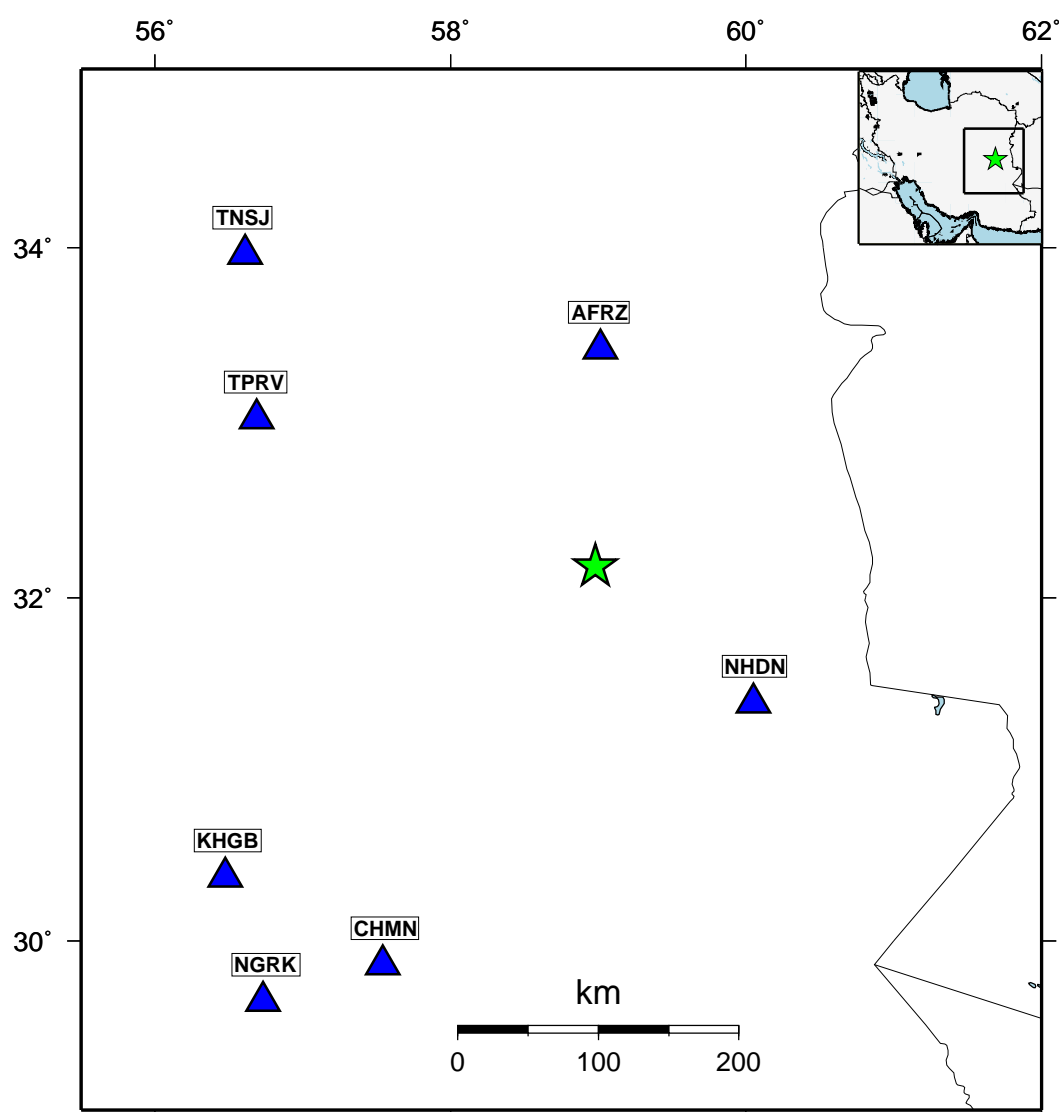 56˚ 58˚ 60˚ 62˚
TNSJ
34˚
AFRZ
TPRV
32˚
NHDN
KHGB
CHMN
30˚
NGRK
km
0 100 200